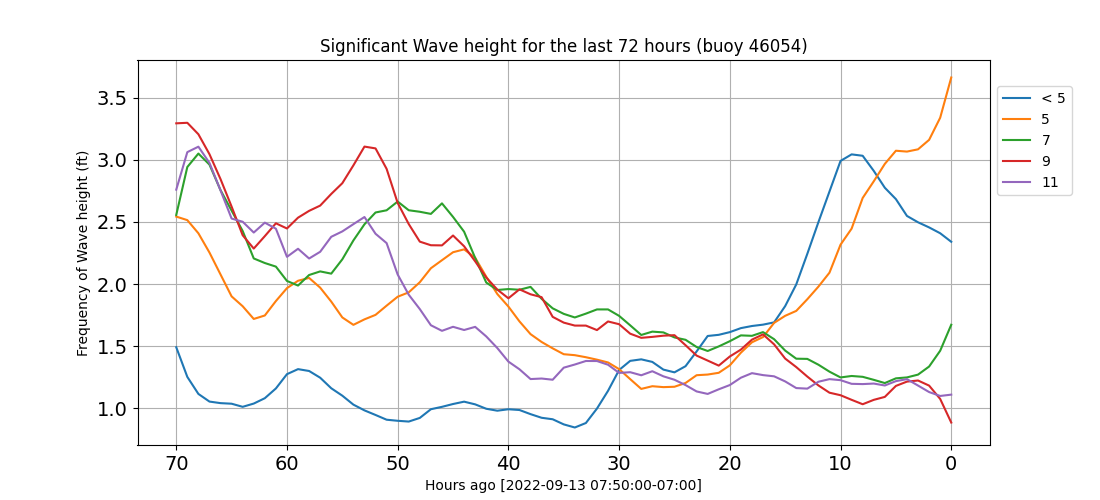 Significant Wave height for the last 72 hours (buoy 46054)
Frequency of Wave height (ft)
3.5
3.0
2.5
2.0
1.5
1.0
70 60 50 40 30 20 10 0
Hours ago [2022-09-13 07:50:00-07:00]
< 5
5
7
9
11